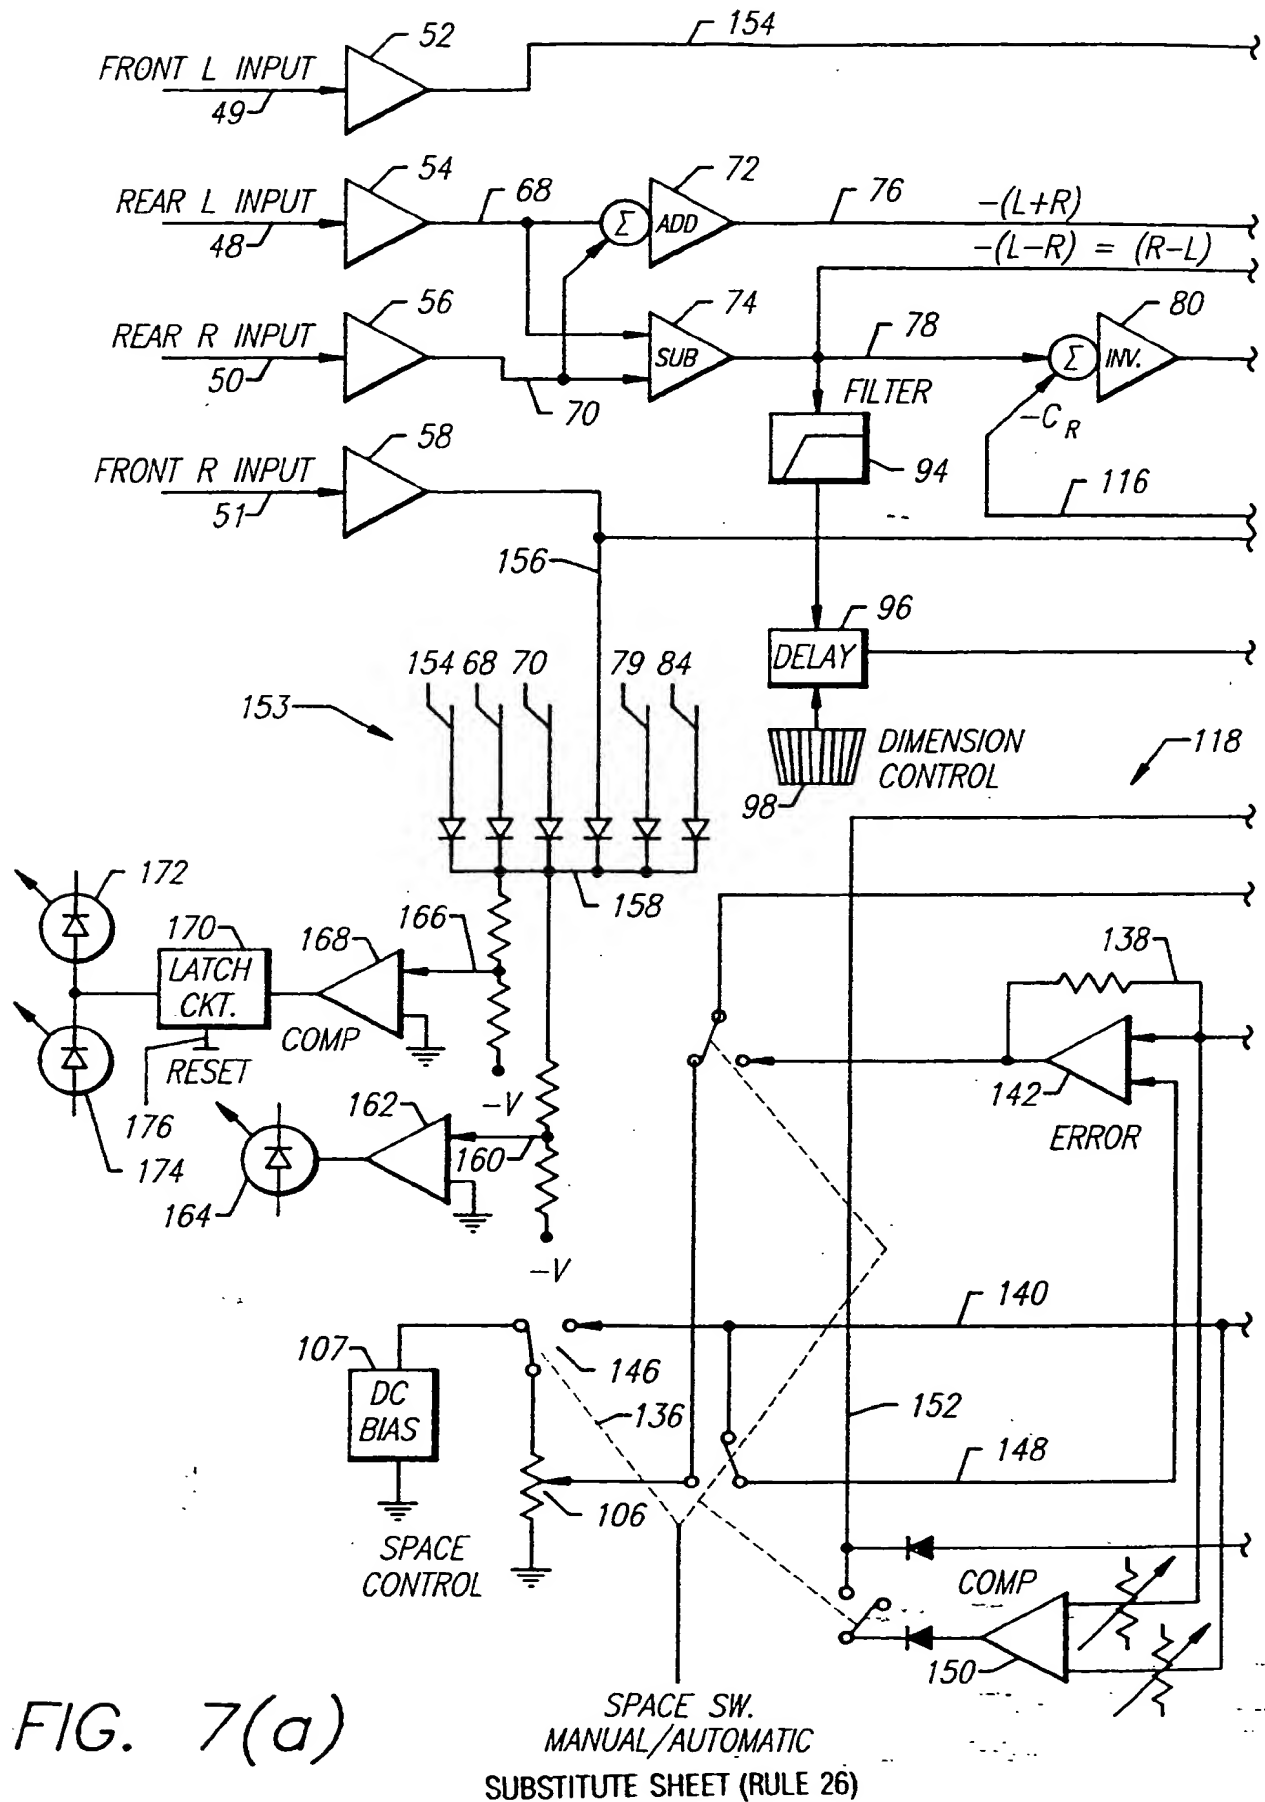 52
154
FRONT L INPUT
49
54
68
72
76
-(L+R)
REAR L INPUT
48
Σ
ADD
-(L-R) = (R-L)
56
74
78
80
REAR R INPUT
50
70
SUB
Σ
INV.
FILTER
-C R
58
94
116
FRONT R INPUT
51
156
96
DELAY
154
68
70
79
84
153
DIMENSION
CONTROL
98
118
172
158
166
170
168
LATCH
CKT.
COMP
RESET
138
142
ERROR
176
174
-V
162
160
164
-V
140
107
DC
BIAS
146
136
152
148
106
SPACE
CONTROL
COMP
150
SPACE SW.
MANUAL/AUTOMATIC
FIG. 7(a)
SUBSTITUTE SHEET (RULE 26)